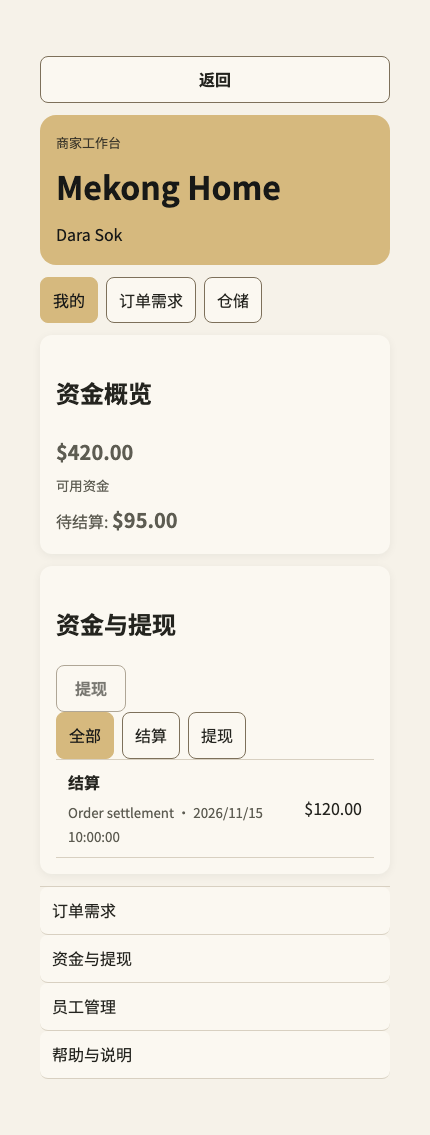 返回
商家工作台
Mekong Home
Dara Sok
我的 订单需求 仓储
资金概览
$420.00
可用资金
待结算: $95.00
资金与提现
提现
全部 结算 提现
结算
Order settlement ・ 2026/11/15
10:00:00
$120.00
订单需求
资金与提现
员工管理
帮助与说明